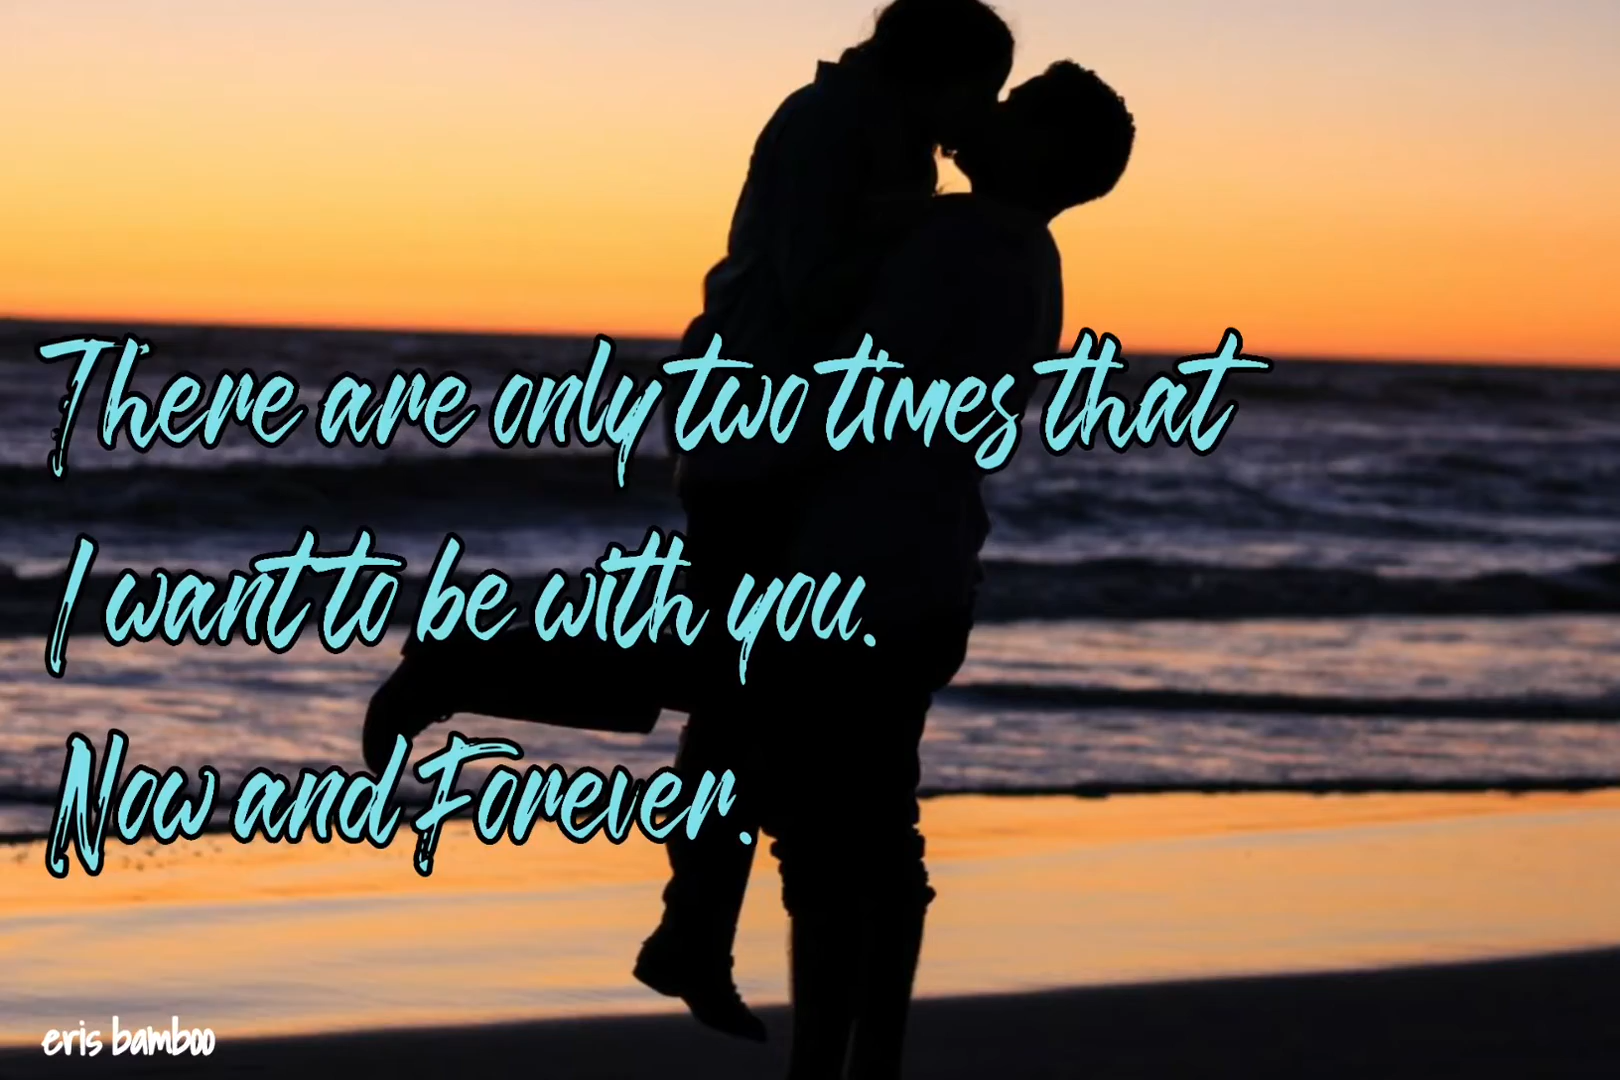 There are only two times that
I want to be with you.
Now and Forever.
eris bamboo